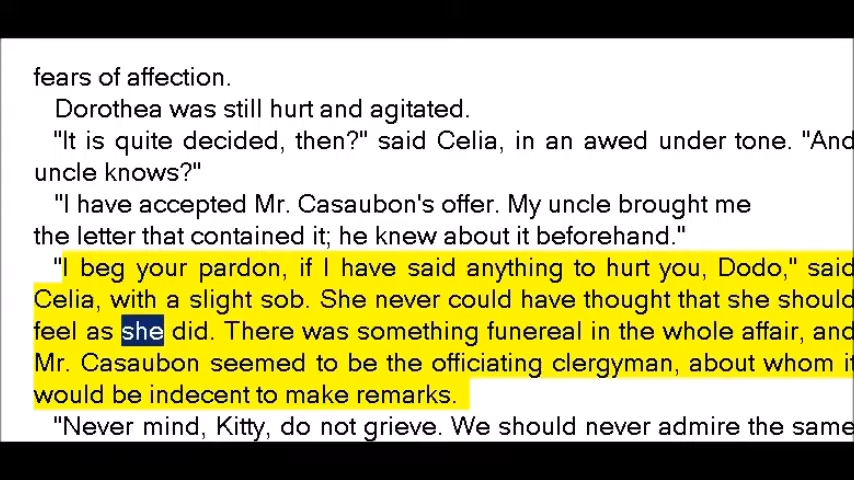 fears of affection.
Dorothea was still hurt and agitated.
"It is quite decided, then?" said Celia, in an awed under tone. "And
uncle knows?"
"I have accepted Mr. Casaubon's offer. My uncle brought me
the letter that contained it; he knew about it beforehand."
"I beg your pardon, if I have said anything to hurt you, Dodo," said
Celia, with a slight sob. She never could have thought that she should
feel as she did. There was something funereal in the whole affair, and
Mr. Casaubon seemed to be the officiating clergyman, about whom it
would be indecent to make remarks.
"Never mind, Kitty, do not grieve. We should never admire the same